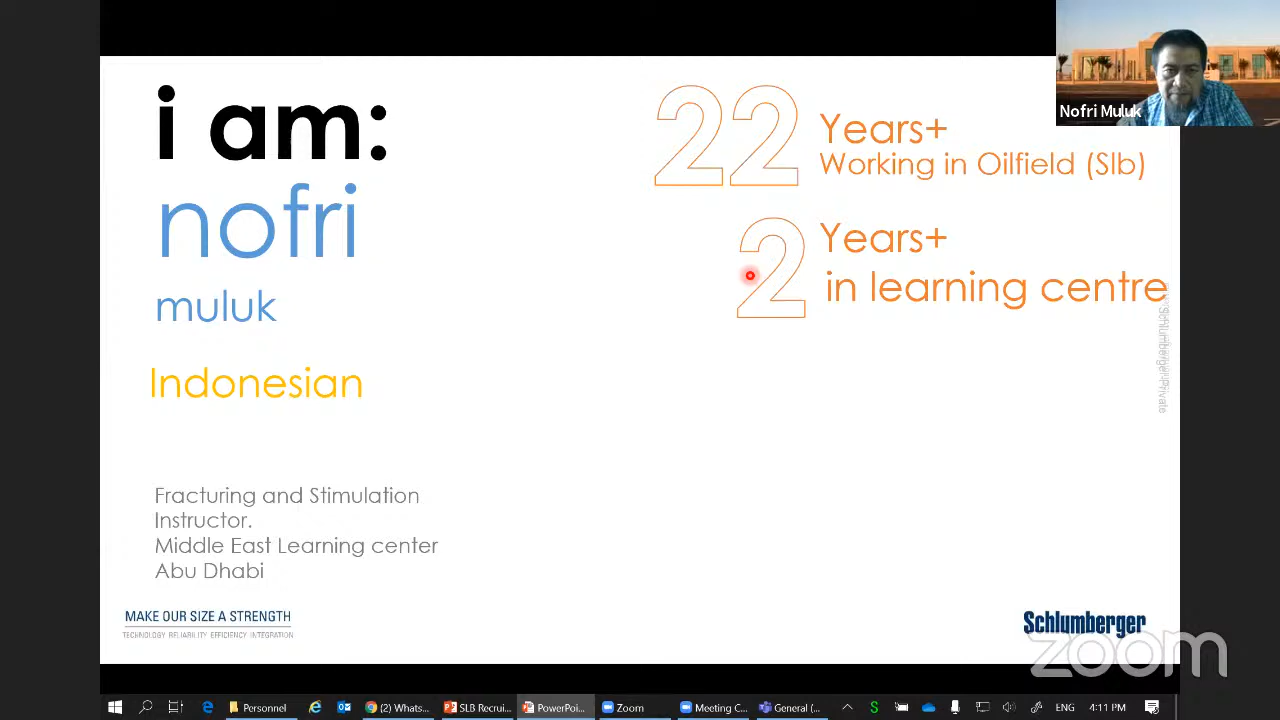 i am:
nofri
muluk
Indonesian
Fracturing and Stimulation
Instructor.
Middle East Learning center
Abu Dhabi
MAKE OUR SIZE A STRENGTH
TECHNOLOGY RELIABILITY EFFICIENCY INTEGRATION
22 Years+
Working in Oilfield (Slb)
2 Years+
in learning centre
Nofri Muluk
Schlumberger-Private
Schlumberger
zoom
Personnel
(2) Whats...
SLB Recrui...
PowerPoi...
Zoom
Meeting C...
General (...
ENG
4:11 PM